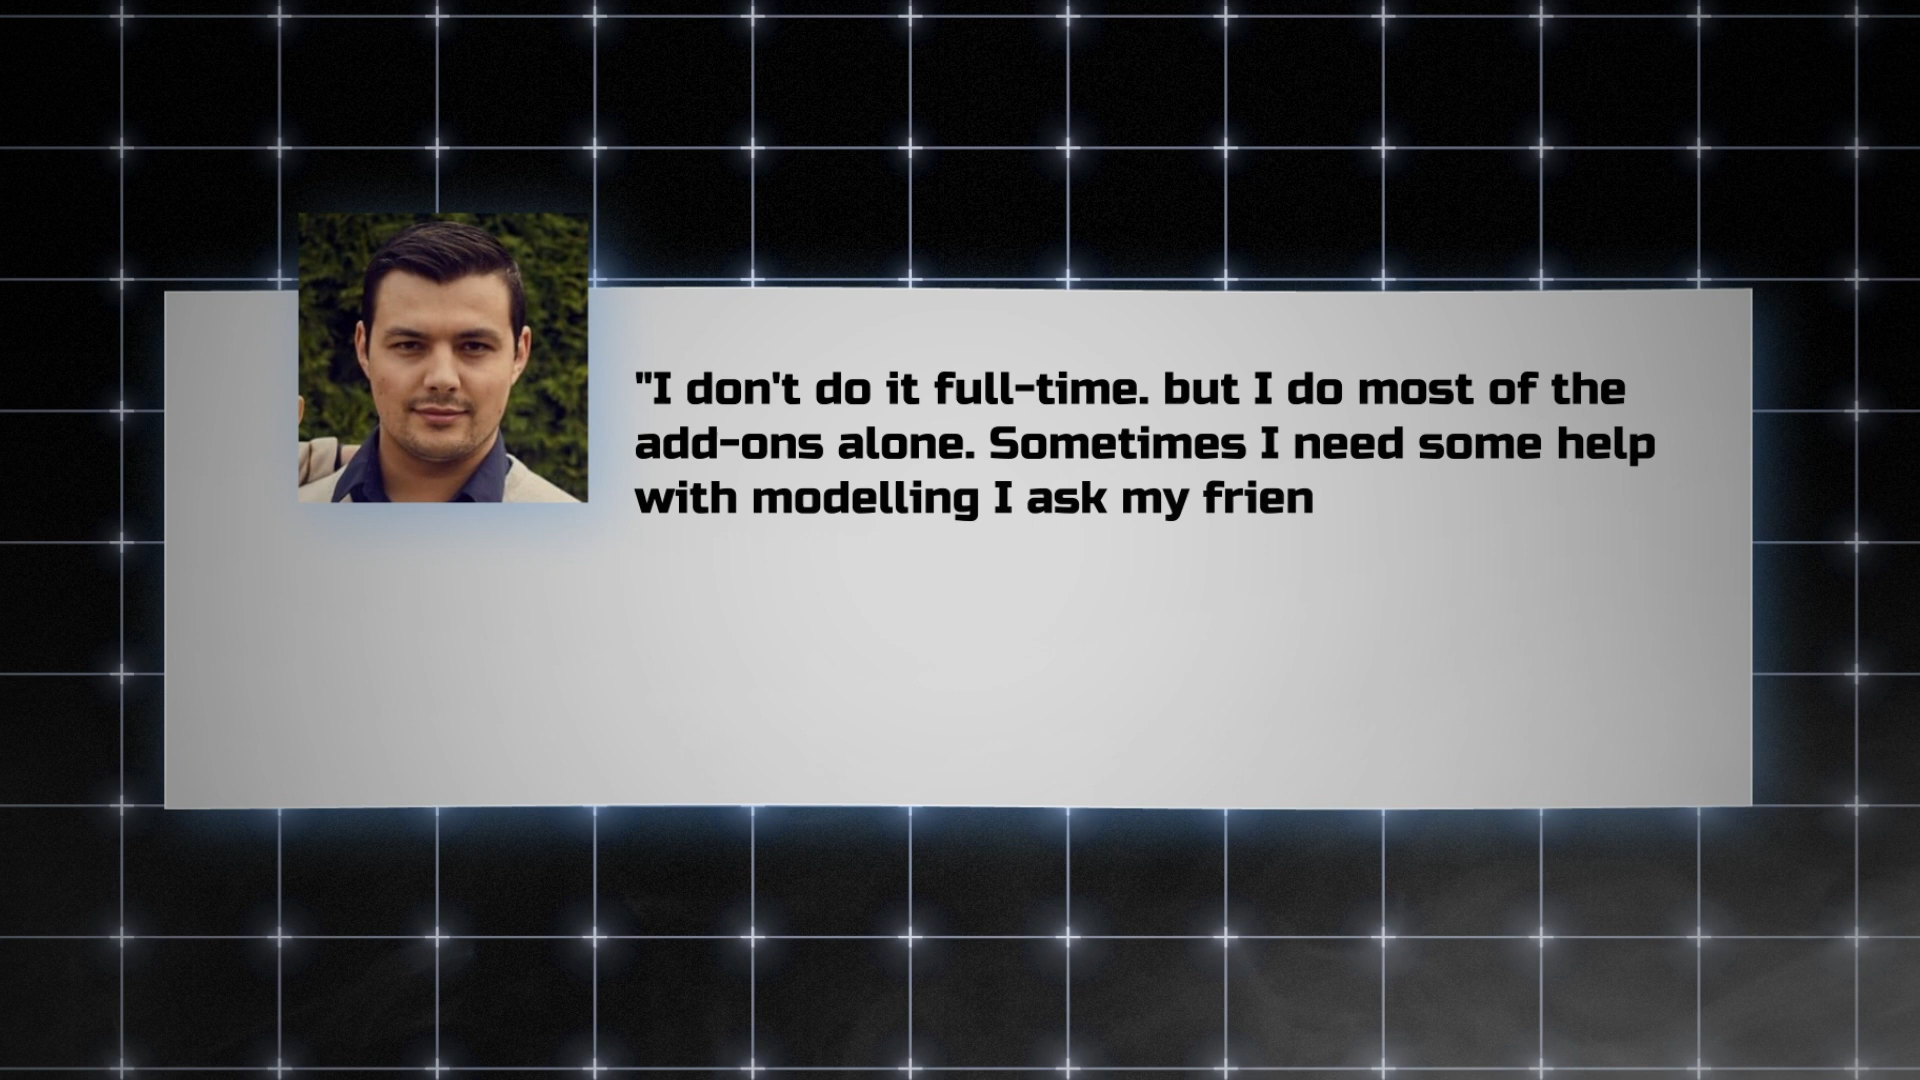 "I don't do it full-time. but I do most of the
add-ons alone. Sometimes I need some help
with modelling I ask my frien